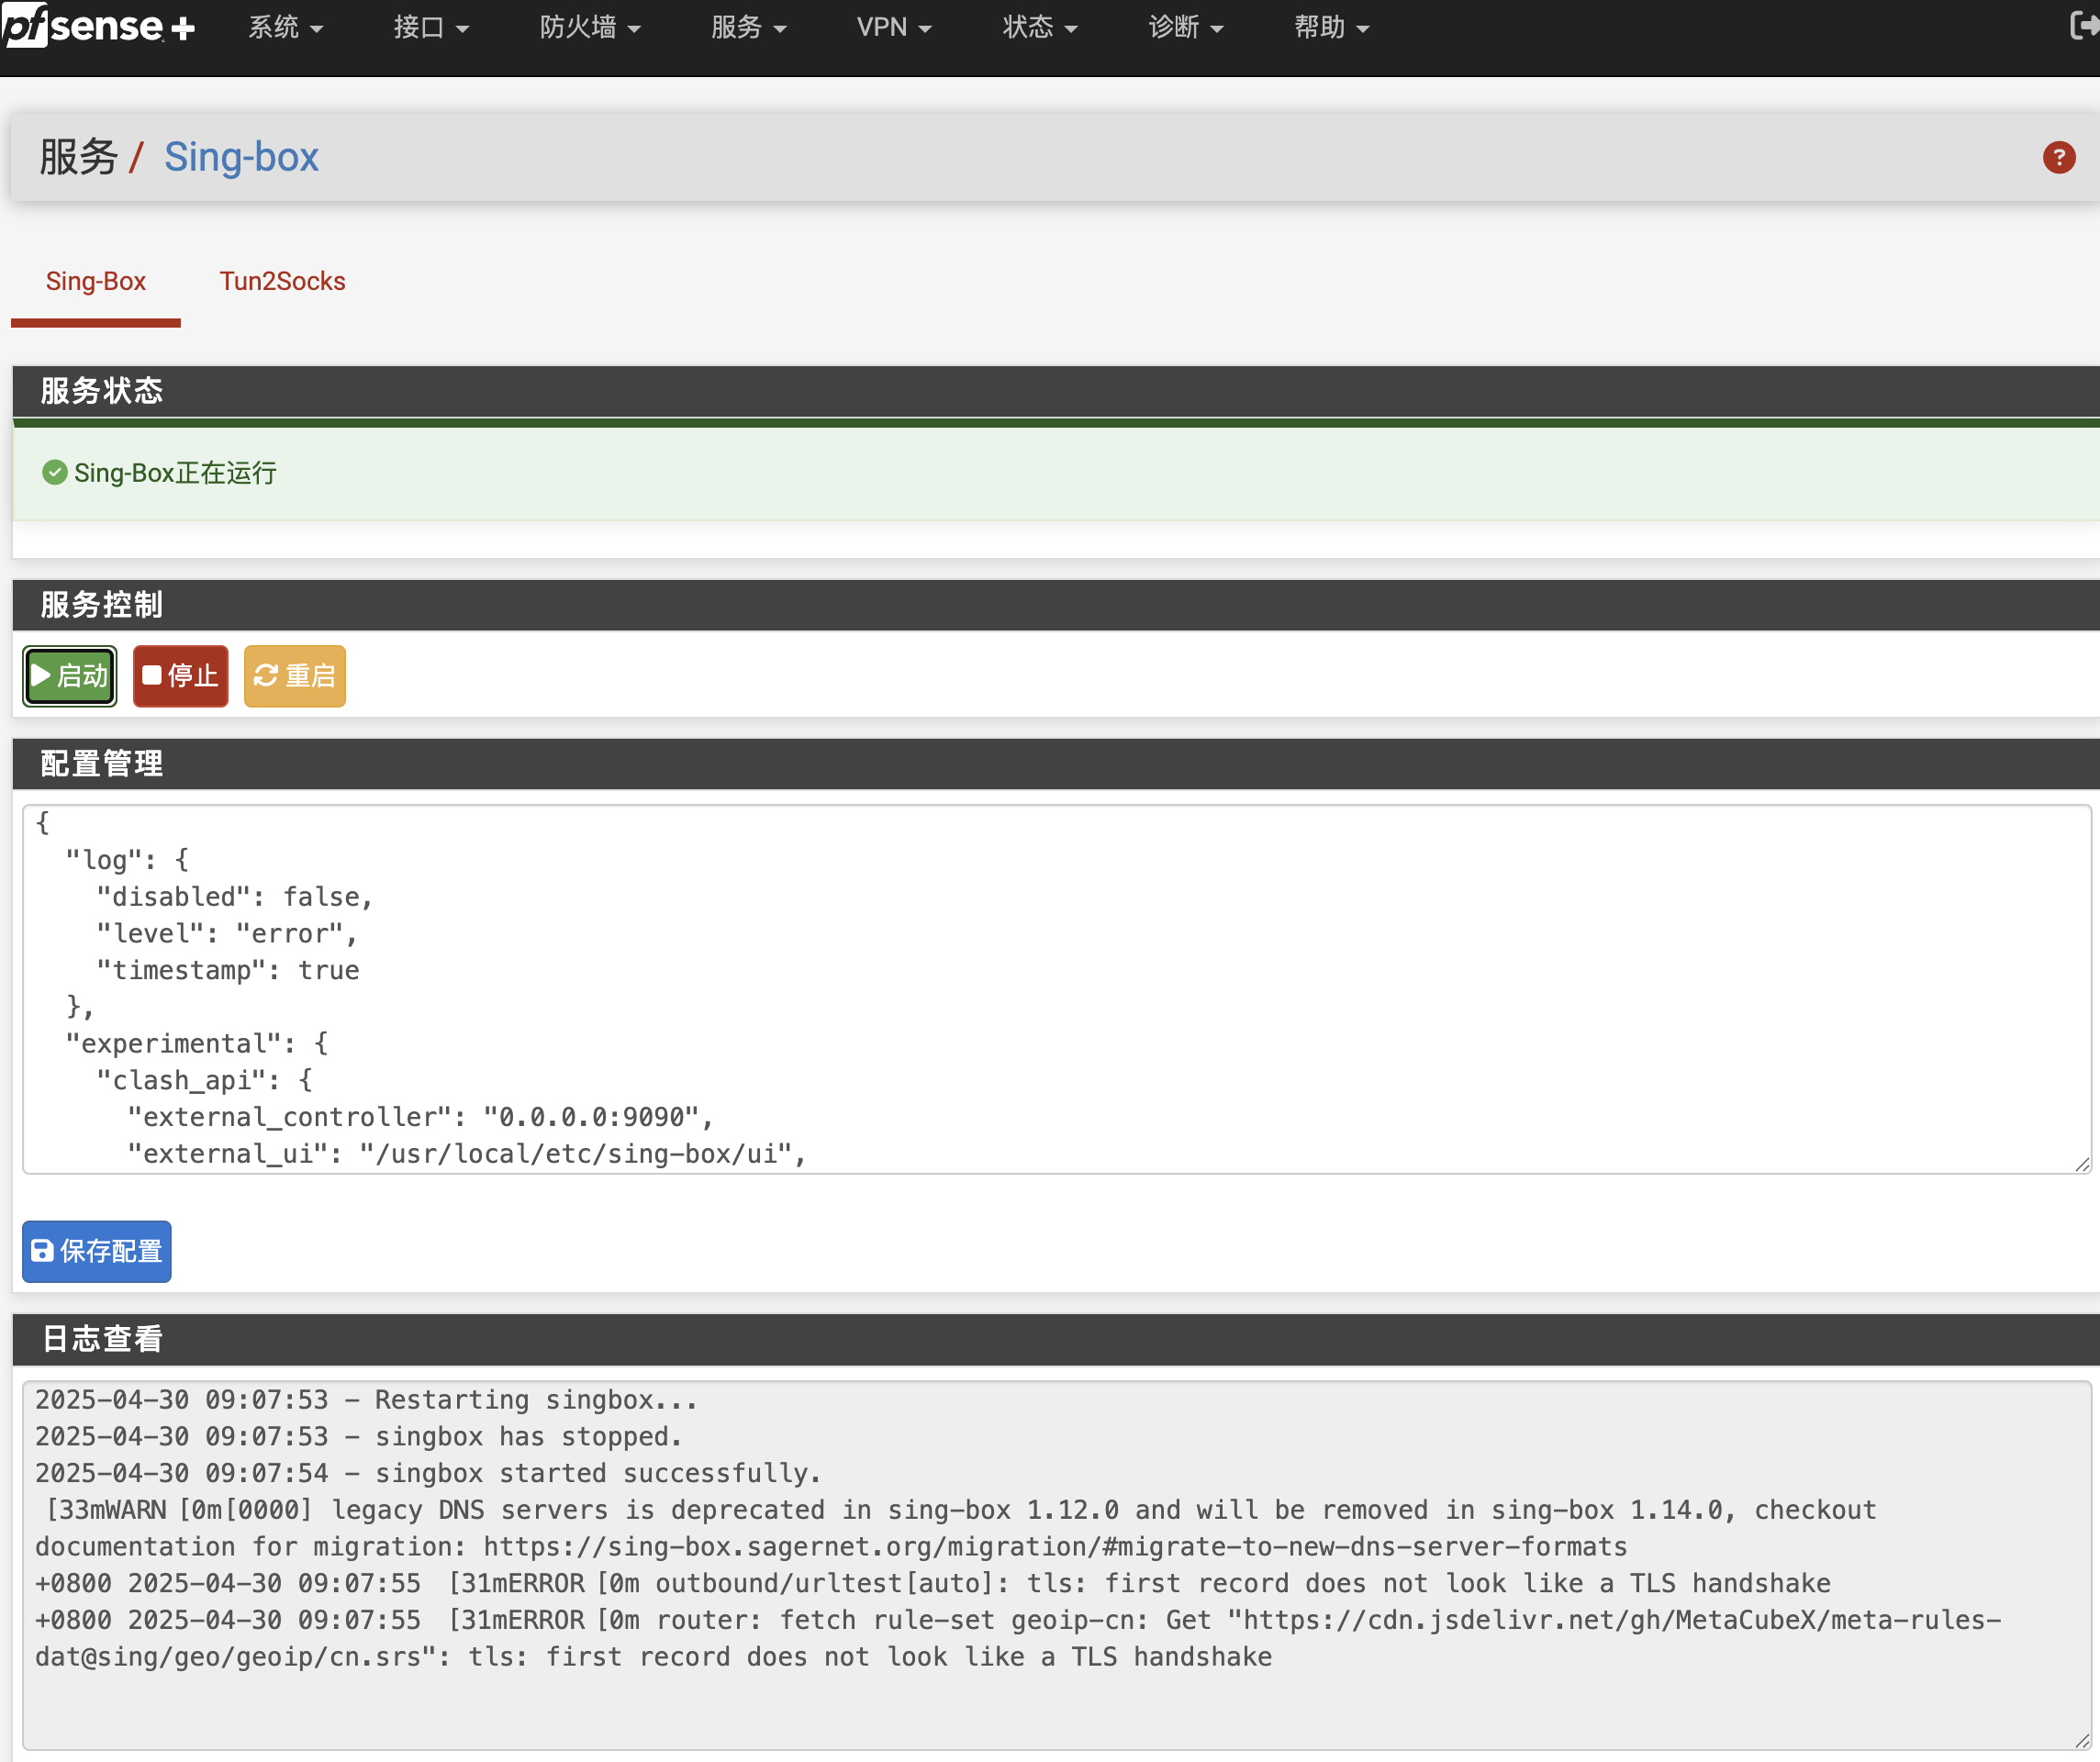 pfsense+ 系统 接口 防火墙 服务 VPN 状态 诊断 帮助
服务 / Sing-box ?
Sing-Box Tun2Socks
服务状态
Sing-Box正在运行
服务控制
启动 停止 重启
配置管理
{
  "log": {
    "disabled": false,
    "level": "error",
    "timestamp": true
  },
  "experimental": {
    "clash_api": {
      "external_controller": "0.0.0.0:9090",
      "external_ui": "/usr/local/etc/sing-box/ui",
保存配置
日志查看
2025-04-30 09:07:53 - Restarting singbox...
2025-04-30 09:07:53 - singbox has stopped.
2025-04-30 09:07:54 - singbox started successfully.
[33mWARN [0m[0000] legacy DNS servers is deprecated in sing-box 1.12.0 and will be removed in sing-box 1.14.0, checkout
documentation for migration: https://sing-box.sagernet.org/migration/#migrate-to-new-dns-server-formats
+0800 2025-04-30 09:07:55  [31mERROR [0m outbound/urltest[auto]: tls: first record does not look like a TLS handshake
+0800 2025-04-30 09:07:55  [31mERROR [0m router: fetch rule-set geoip-cn: Get "https://cdn.jsdelivr.net/gh/MetaCubeX/meta-rules-
dat@sing/geo/geoip/cn.srs": tls: first record does not look like a TLS handshake